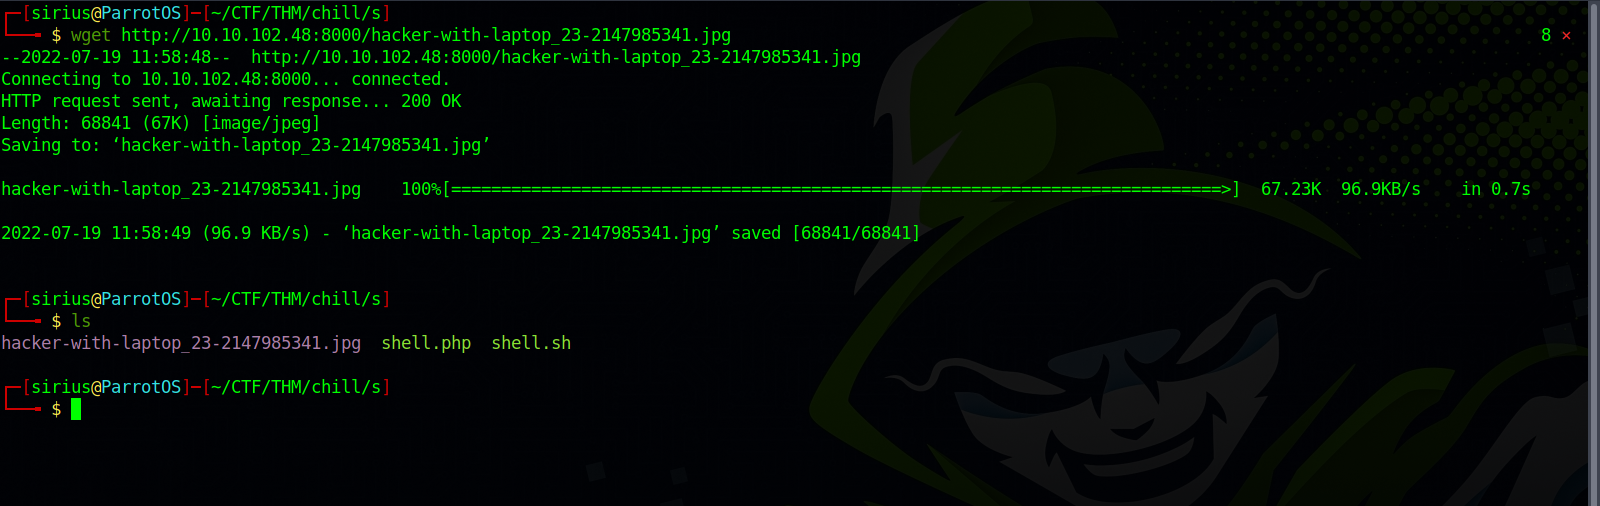 ┌─[sirius@ParrotOS]─[~/CTF/THM/chill/s]
└──╼ $ wget http://10.10.102.48:8000/hacker-with-laptop_23-2147985341.jpg 8 ×
--2022-07-19 11:58:48--  http://10.10.102.48:8000/hacker-with-laptop_23-2147985341.jpg
Connecting to 10.10.102.48:8000... connected.
HTTP request sent, awaiting response... 200 OK
Length: 68841 (67K) [image/jpeg]
Saving to: ‘hacker-with-laptop_23-2147985341.jpg’
hacker-with-laptop_23-2147985341.jpg    100%[=============================================================================>]  67.23K  96.9KB/s    in 0.7s
2022-07-19 11:58:49 (96.9 KB/s) - ‘hacker-with-laptop_23-2147985341.jpg’ saved [68841/68841]
┌─[sirius@ParrotOS]─[~/CTF/THM/chill/s]
└──╼ $ ls
hacker-with-laptop_23-2147985341.jpg  shell.php  shell.sh
┌─[sirius@ParrotOS]─[~/CTF/THM/chill/s]
└──╼ $